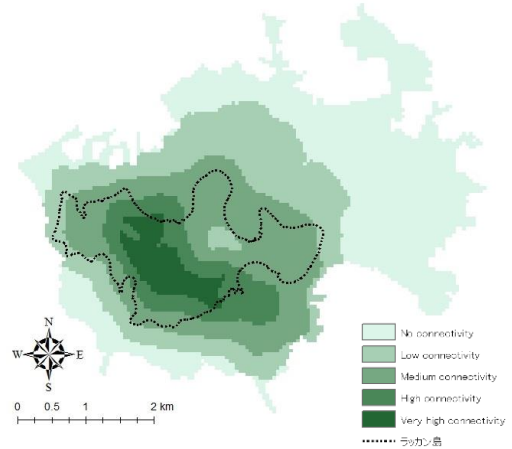 No connectivity
Low connectivity
Medium connectivity
High connectivity
Very high connectivity
ラッカン島
N
W E
S
0 0.5 1 2 km